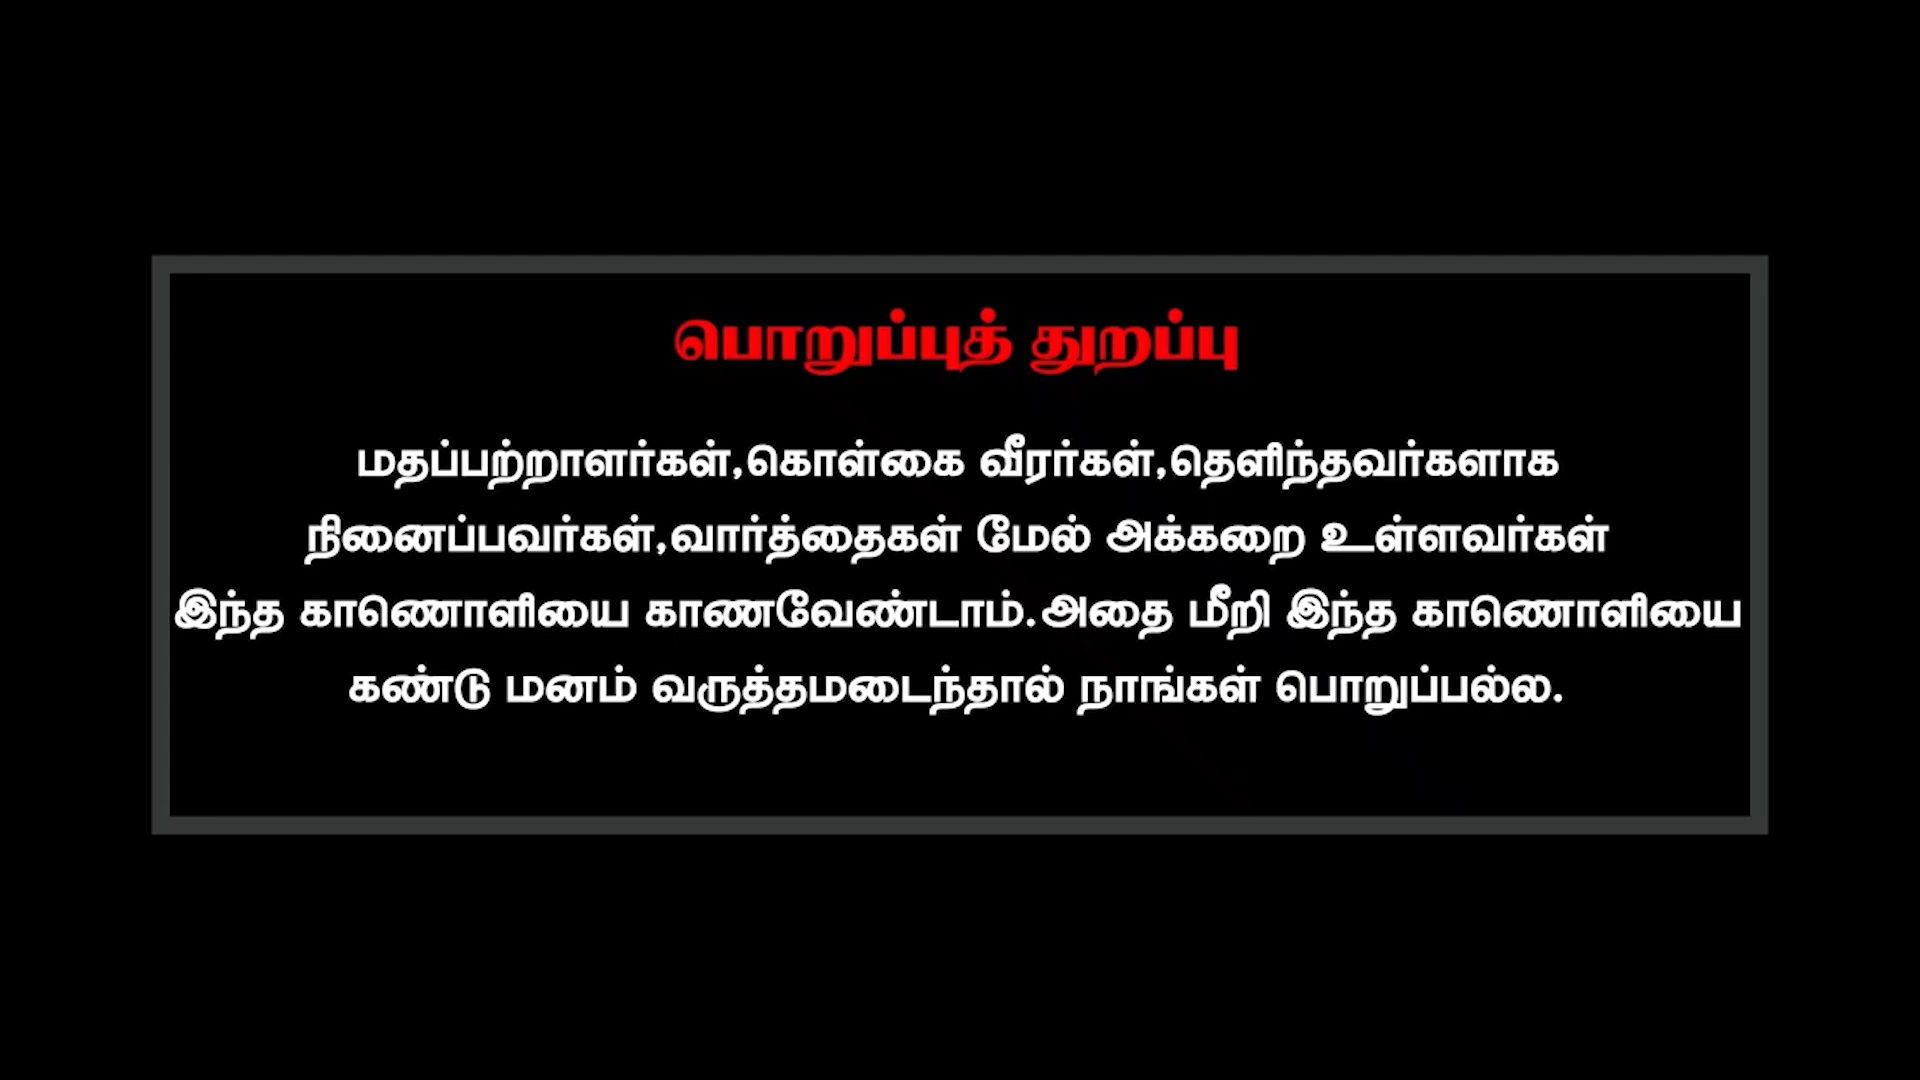 பொறுப்புத் துறப்பு
மதப்பற்றாளர்கள்,கொள்கை வீரர்கள்,தெளிந்தவர்களாக
நினைப்பவர்கள்,வார்த்தைகள் மேல் அக்கறை உள்ளவர்கள்
இந்த காணொளியை காணவேண்டாம்.அதை மீறி இந்த காணொளியை
கண்டு மனம் வருத்தமடைந்தால் நாங்கள் பொறுப்பல்ல.